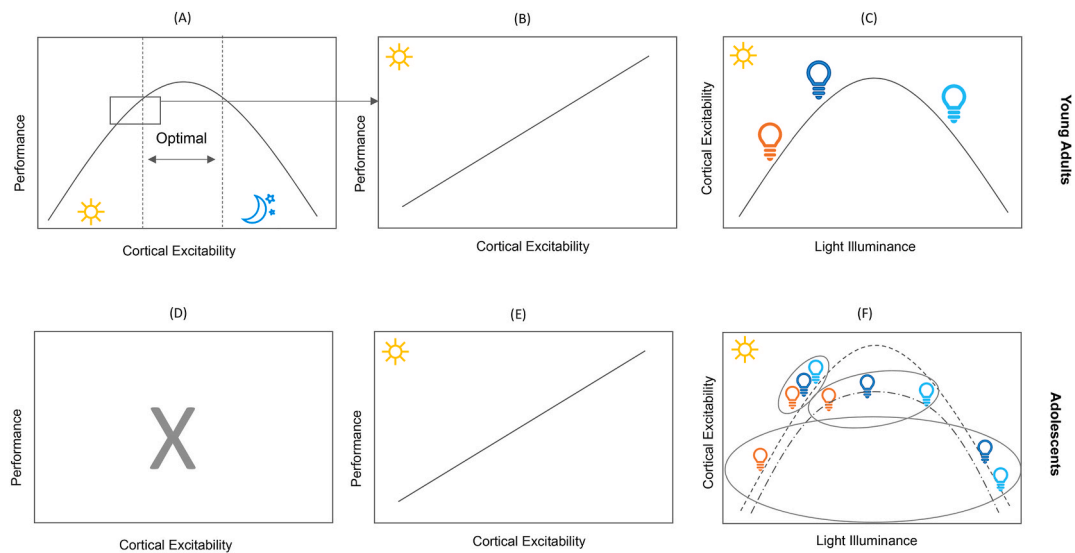 (A)
(B)
(C)
Performance
Optimal
Cortical Excitability
Performance
Cortical Excitability
Cortical Excitability
Light Illuminance
Young Adults
(D)
(E)
(F)
Performance
X
Cortical Excitability
Performance
Cortical Excitability
Cortical Excitability
Light Illuminance
Adolescents